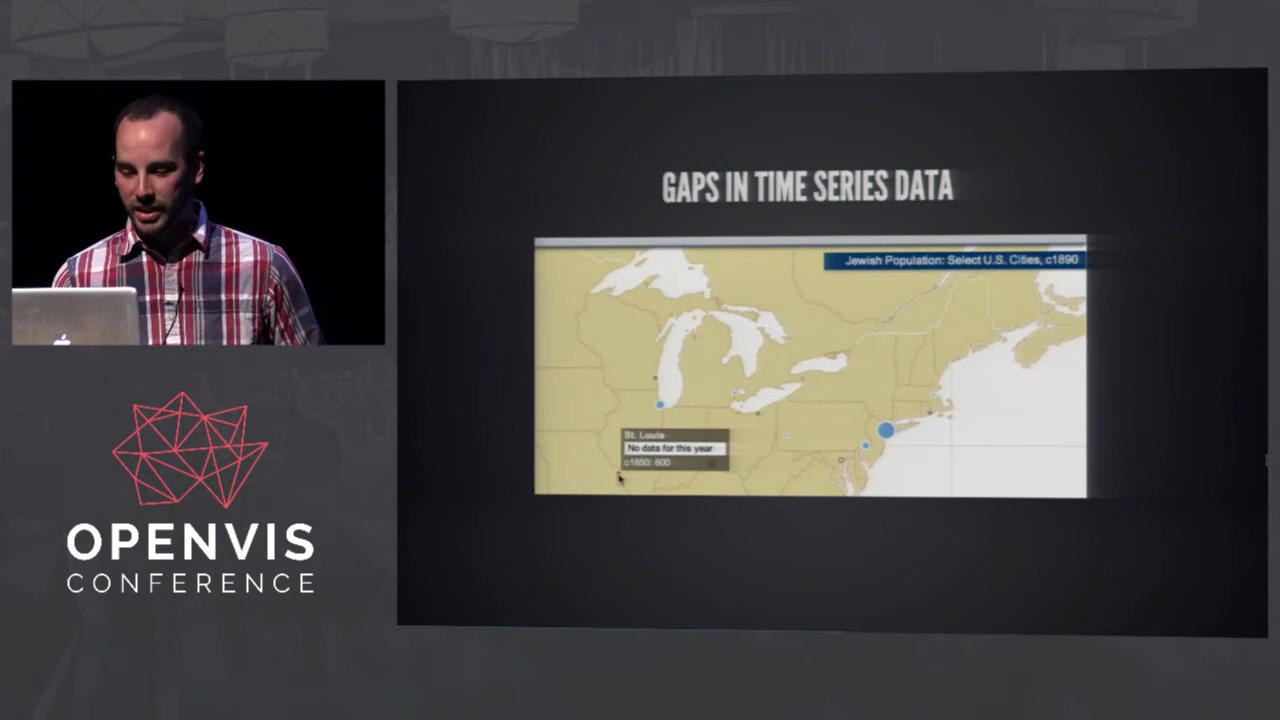 GAPS IN TIME SERIES DATA
Jewish Population: Select U.S. Cities, c1890
St. Louis
No data for this year
c1850: 600
OPENVIS
CONFERENCE